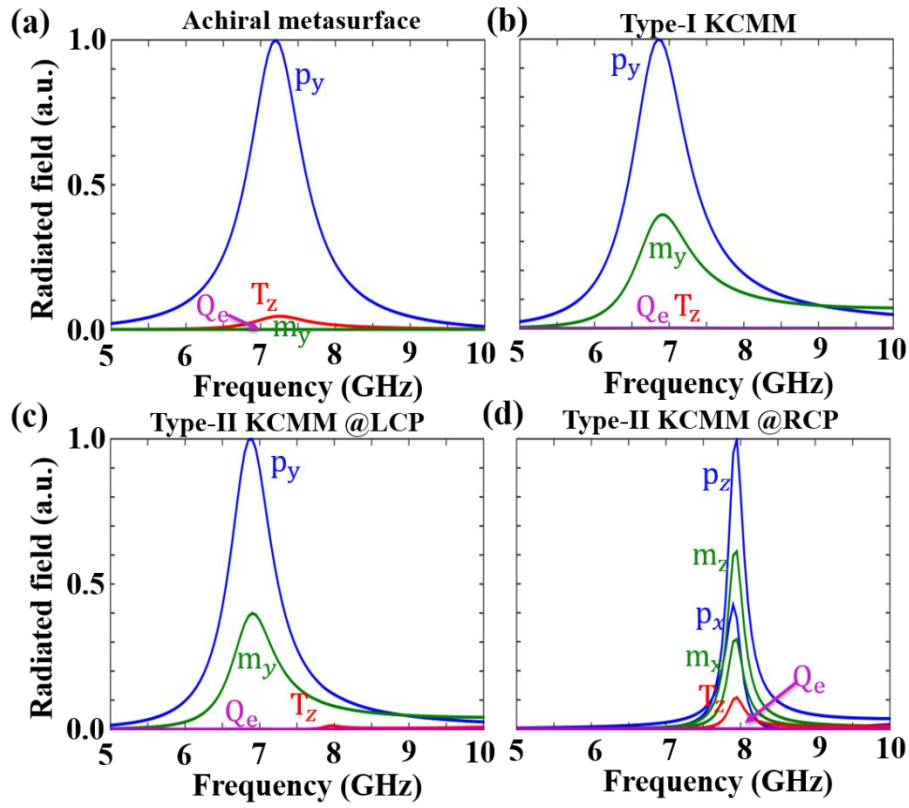 (a) Achiral metasurface
1.0
0.5
0.0
Radiated field (a.u.)
p_y
Q_e
T_z
m_y
5 6 7 8 9 10
Frequency (GHz)
(b) Type-I KCMM
p_y
m_y
Q_e T_z
5 6 7 8 9 10
Frequency (GHz)
(c) Type-II KCMM @LCP
1.0
0.5
0.0
Radiated field (a.u.)
p_y
m_y
Q_e
T_z
5 6 7 8 9 10
Frequency (GHz)
(d) Type-II KCMM @RCP
p_z
m_z
p_x
m_x
T_z
Q_e
5 6 7 8 9 10
Frequency (GHz)